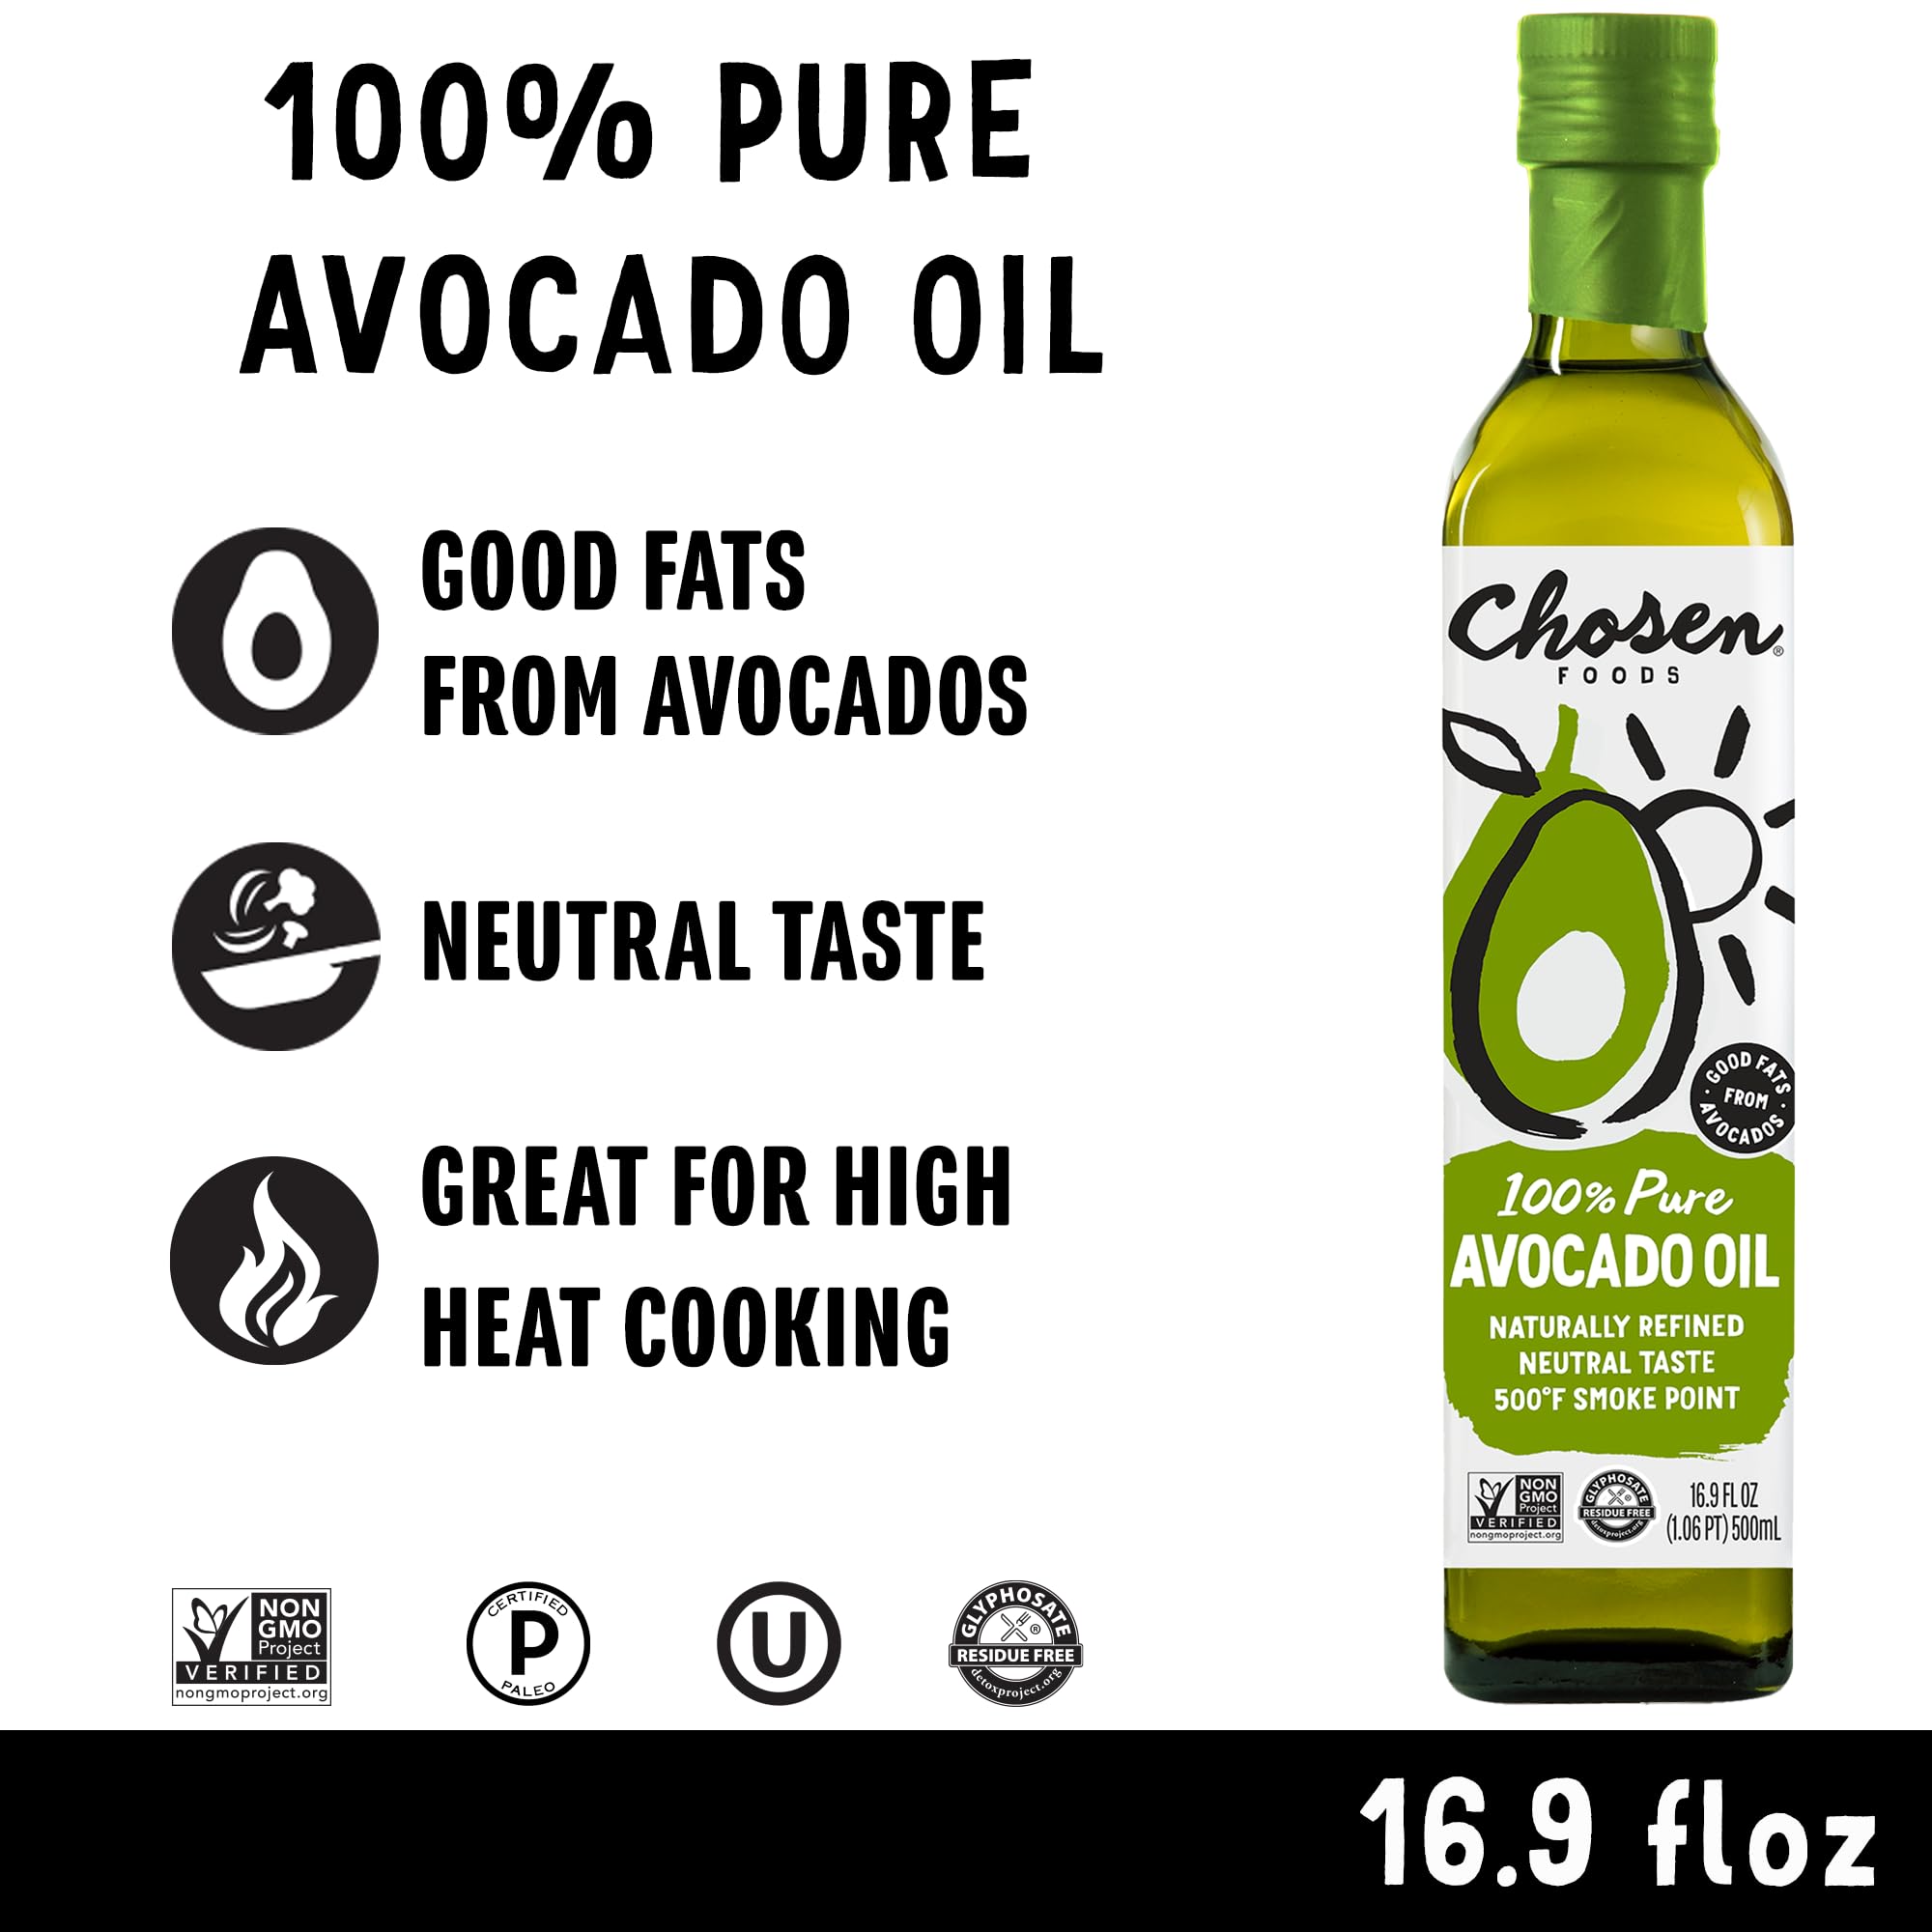 100% PURE
AVOCADO OIL
GOOD FATS
FROM AVOCADOS
NEUTRAL TASTE
GREAT FOR HIGH
HEAT COOKING
NON
GMO
Project
VERIFIED
nongmoproject.org
CERTIFIED
P
PALEO
U
GLYPHOSATE
®
RESIDUE FREE
detoxproject.org
Chosen®
FOODS
GOOD FATS
FROM
AVOCADOS
100% Pure
AVOCADO OIL
NATURALLY REFINED
NEUTRAL TASTE
500°F SMOKE POINT
NON
GMO
Project
VERIFIED
nongmoproject.org
GLYPHOSATE
®
RESIDUE FREE
detoxproject.org
16.9 FL OZ
(1.06 PT) 500mL
16.9 floz